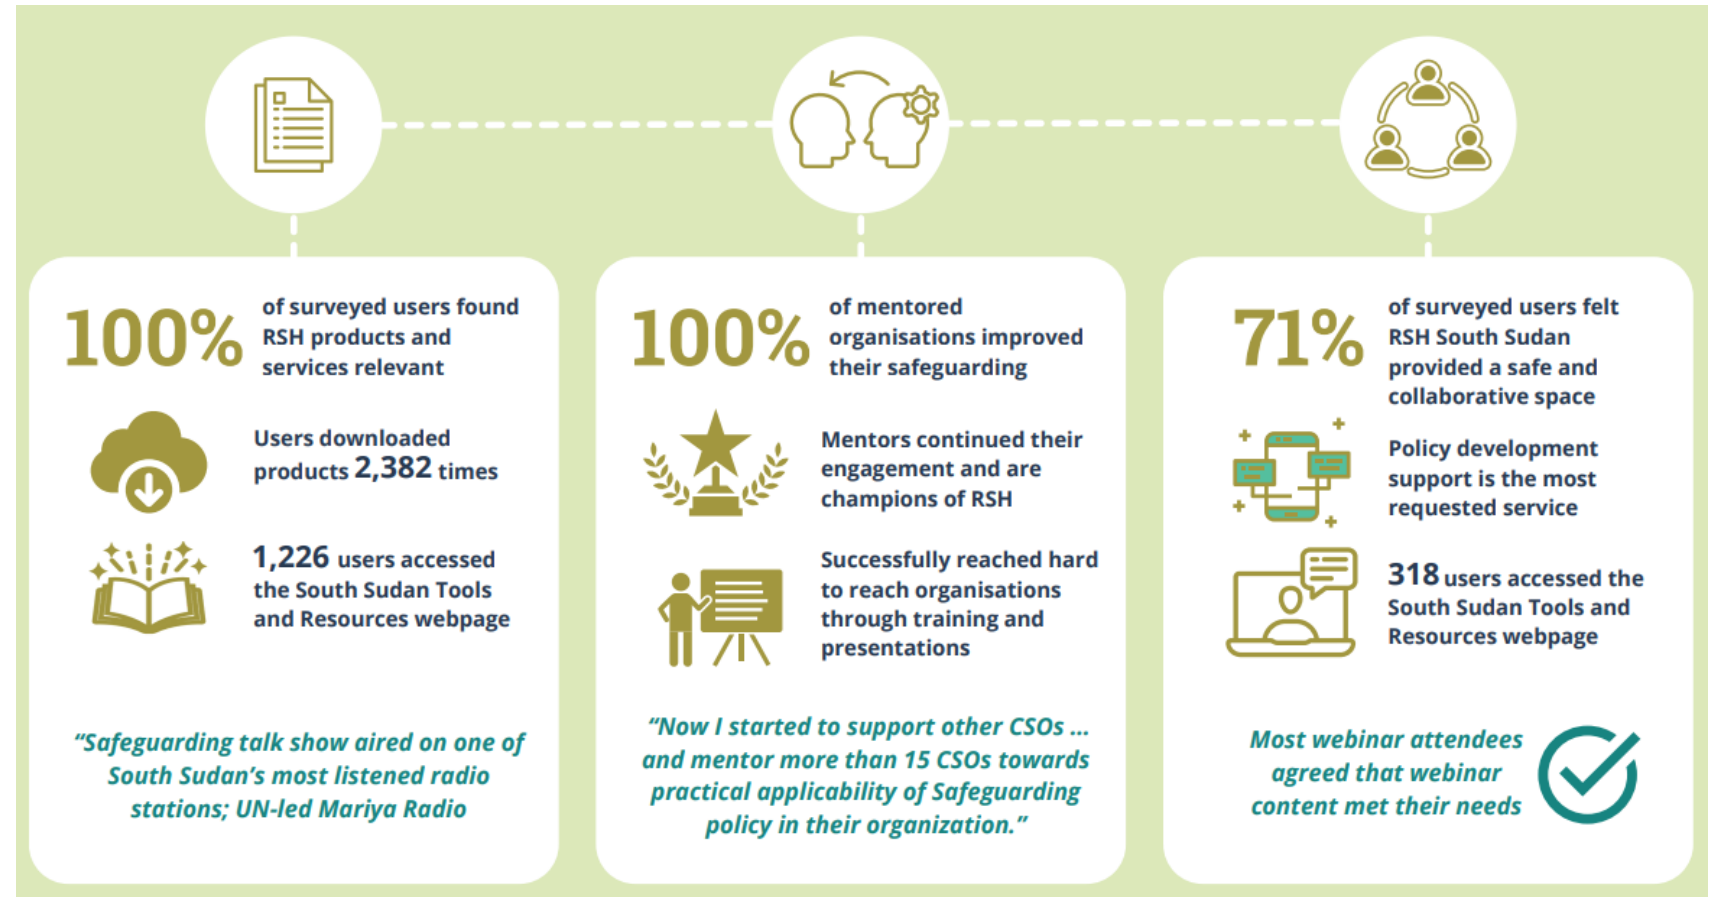 100%
of surveyed users found
RSH products and
services relevant
Users downloaded
products 2,382 times
1,226 users accessed
the South Sudan Tools
and Resources webpage
“Safeguarding talk show aired on one of
South Sudan’s most listened radio
stations; UN-led Mariya Radio
100%
of mentored
organisations improved
their safeguarding
Mentors continued their
engagement and are
champions of RSH
Successfully reached hard
to reach organisations
through training and
presentations
“Now I started to support other CSOs ...
and mentor more than 15 CSOs towards
practical applicability of Safeguarding
policy in their organization.”
71%
of surveyed users felt
RSH South Sudan
provided a safe and
collaborative space
Policy development
support is the most
requested service
318 users accessed the
South Sudan Tools and
Resources webpage
Most webinar attendees
agreed that webinar
content met their needs